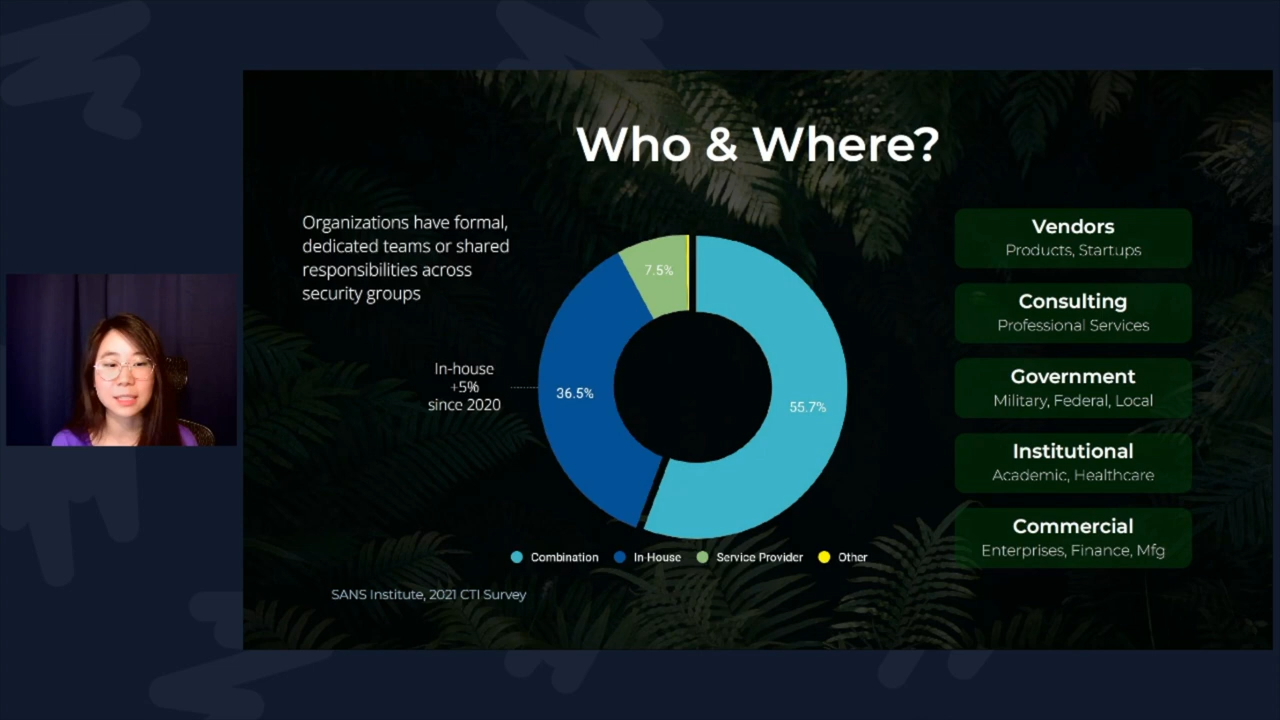 Who & Where?
Organizations have formal,
dedicated teams or shared
responsibilities across
security groups
In-house
+5%
since 2020
7.5%
36.5%
55.7%
Combination
In-House
Service Provider
Other
SANS Institute, 2021 CTI Survey
Vendors
Products, Startups
Consulting
Professional Services
Government
Military, Federal, Local
Institutional
Academic, Healthcare
Commercial
Enterprises, Finance, Mfg